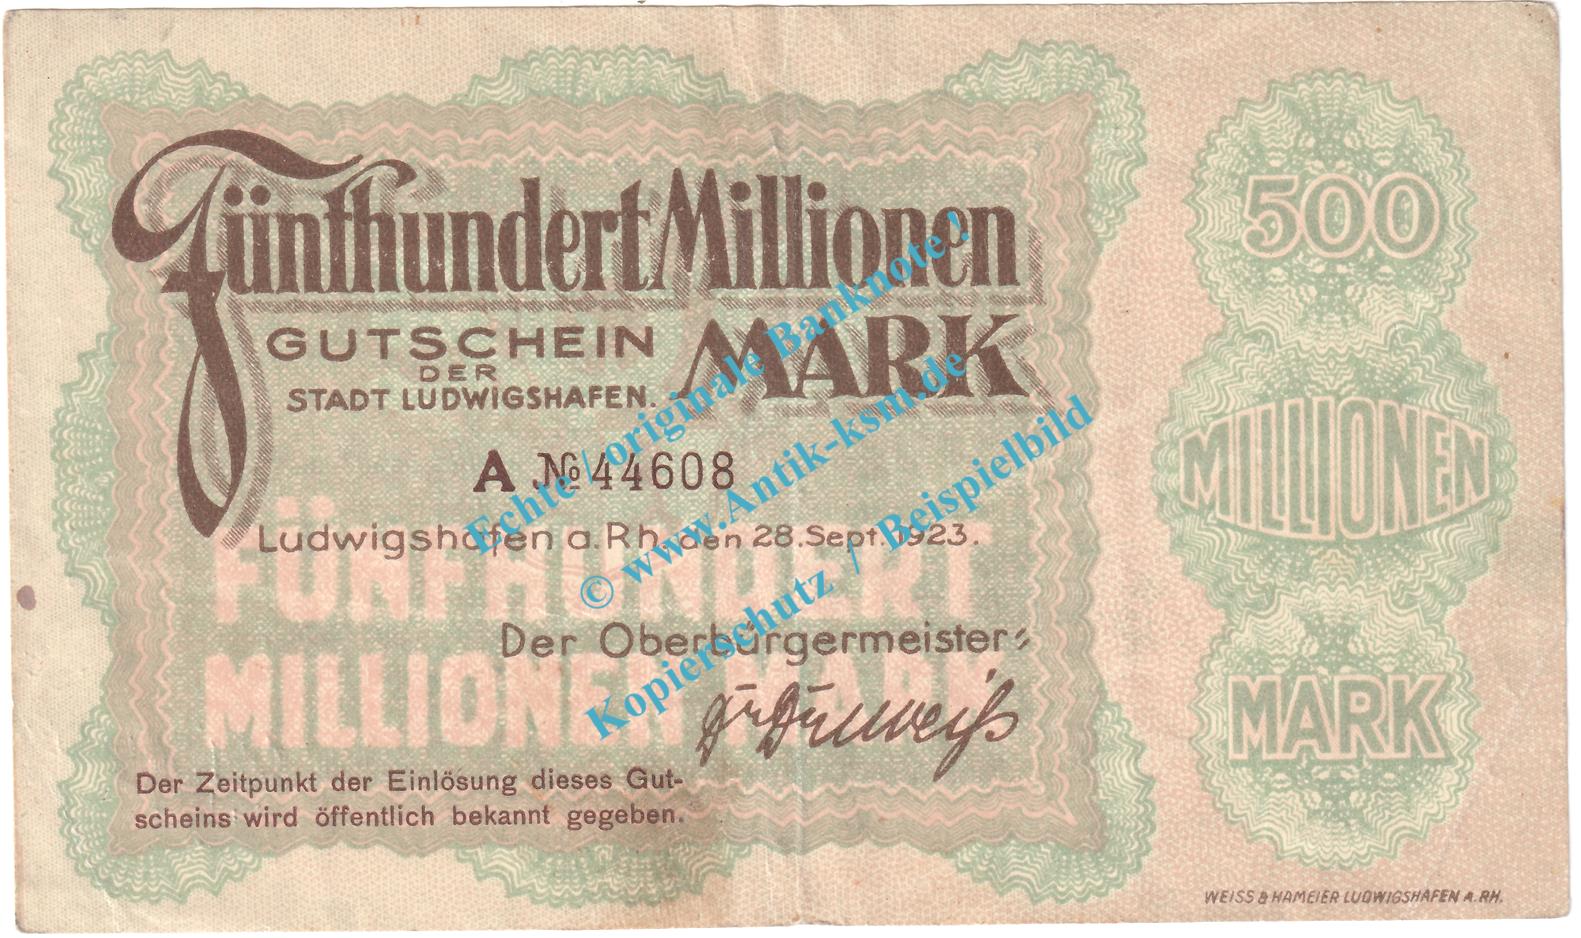 Fünfhundert Millionen
MARK
GUTSCHEIN
DER
STADT LUDWIGSHAFEN.
A № 44608
Ludwigshafen a. Rh, den 28. Sept. 1923.
FÜNFHUNDERT
MILLIONEN MARK
Der Oberbürgermeister:
Der Zeitpunkt der Einlösung dieses Gut-
scheins wird öffentlich bekannt gegeben.
500
MILLIONEN
MARK
WEISS & HAMEIER LUDWIGSHAFEN A. RH.
Echte / originale Banknote !
© www.Antik-ksm.de
Kopierschutz / Beispielbild